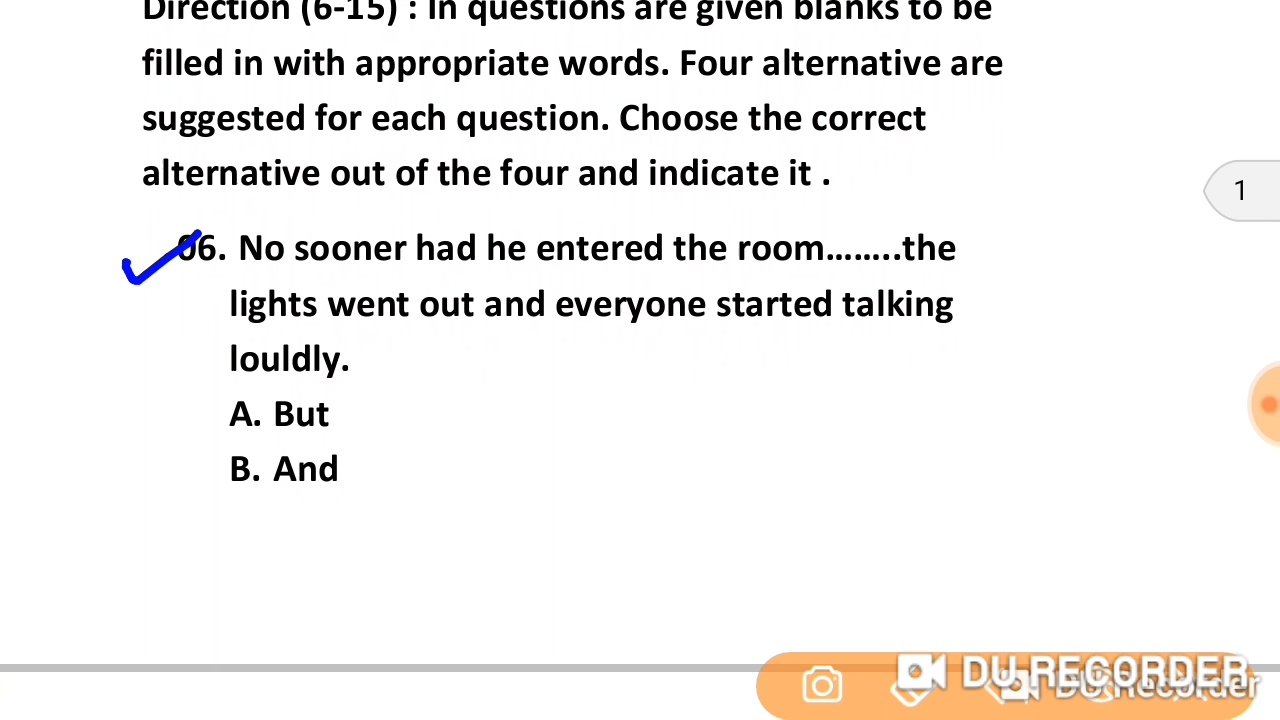 Direction (6-15) : In questions are given blanks to be
filled in with appropriate words. Four alternative are
suggested for each question. Choose the correct
alternative out of the four and indicate it .
1
06. No sooner had he entered the room........the
lights went out and everyone started talking
louldly.
A. But
B. And
DU RECORDER
DU Recorder